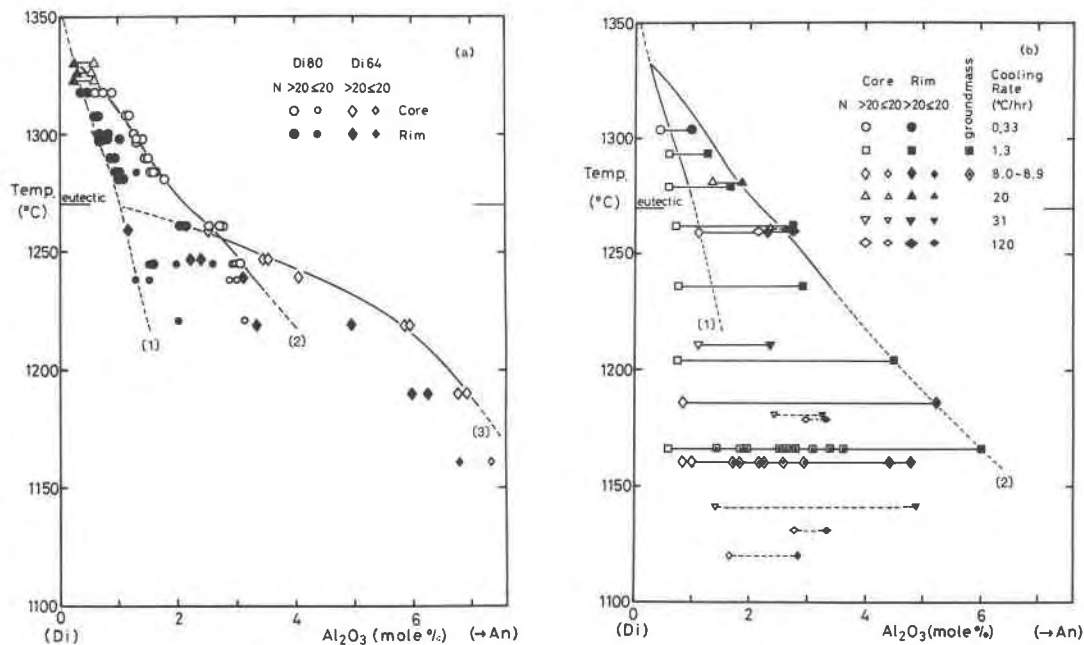 1350
(a)
Di80 Di64
N >20 ≤20 >20 ≤20
Core
Rim
1300
Temp.
(°C)
eutectic
1250
(1)
(2)
1200
(3)
1150
1100
0 2 4 6
(Di) Al2O3 (mole %) (→An)
1350
(b)
Core Rim groundmass Cooling
Rate
(°C/hr)
N >20 ≤20 >20 ≤20
0.33
1.3
8.0~8.9
20
31
120
1300
Temp.
(°C)
eutectic
1250
(1)
1200
1150
(2)
1100
0 2 4 6
(Di) Al2O3 (mole %) (→An)